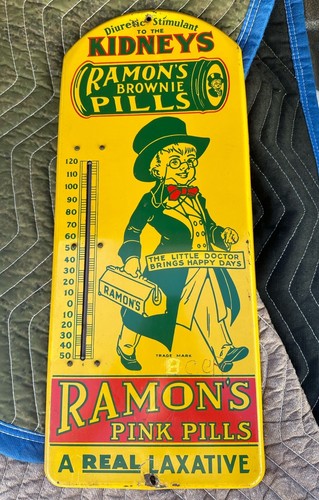 Diuretic Stimulant
TO THE
KIDNEYS
RAMON'S
BROWNIE
PILLS
120
110
100
90
80
70
60
50
40
30
20
10
0
10
20
30
40
50
THE LITTLE DOCTOR
BRINGS HAPPY DAYS
RAMON'S
TRADE MARK
RAMON'S
PINK PILLS
A REAL LAXATIVE